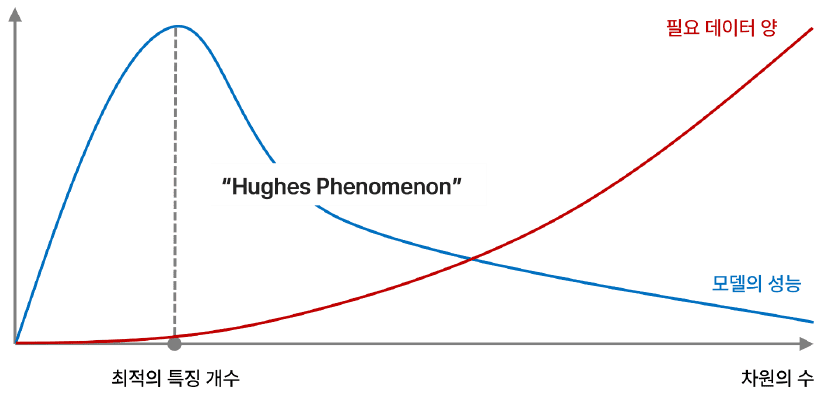 필요 데이터 양
“Hughes Phenomenon”
모델의 성능
최적의 특징 개수
차원의 수